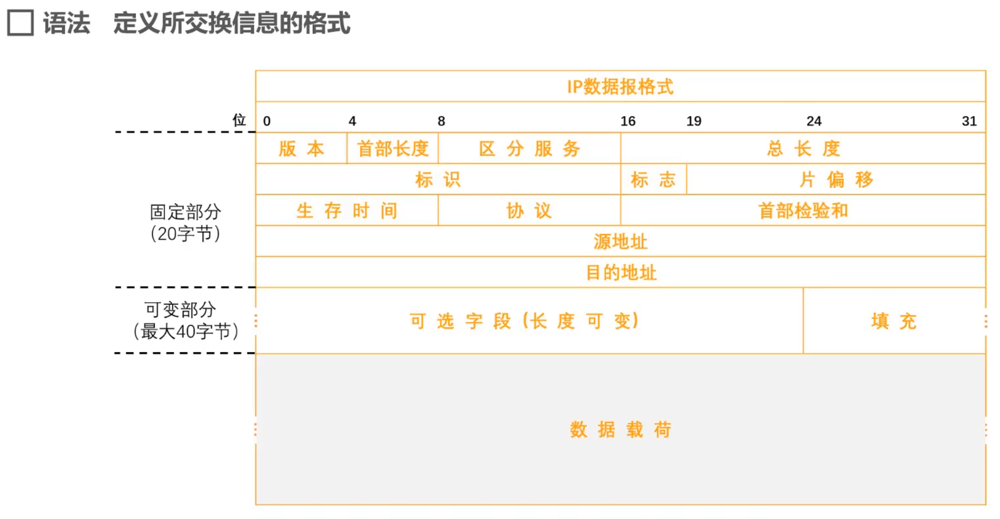 语法 定义所交换信息的格式
IP数据报格式
位 0 4 8 16 19 24 31
版 本 首部长度 区 分 服 务 总 长 度
标 识 标 志 片 偏 移
固定部分
（20字节）
生 存 时 间 协 议 首部检验和
源地址
目的地址
可变部分
（最大40字节）
可 选 字 段 (长 度 可 变) 填 充
数 据 载 荷